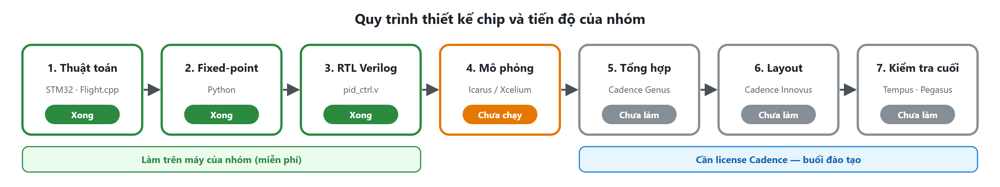 Quy trình thiết kế chip và tiến độ của nhóm
1. Thuật toán
STM32 · Flight.cpp
Xong
2. Fixed-point
Python
Xong
3. RTL Verilog
pid_ctrl.v
Xong
4. Mô phỏng
Icarus / Xcelium
Chưa chạy
5. Tổng hợp
Cadence Genus
Chưa làm
6. Layout
Cadence Innovus
Chưa làm
7. Kiểm tra cuối
Tempus · Pegasus
Chưa làm
Làm trên máy của nhóm (miễn phí)
Cần license Cadence — buổi đào tạo